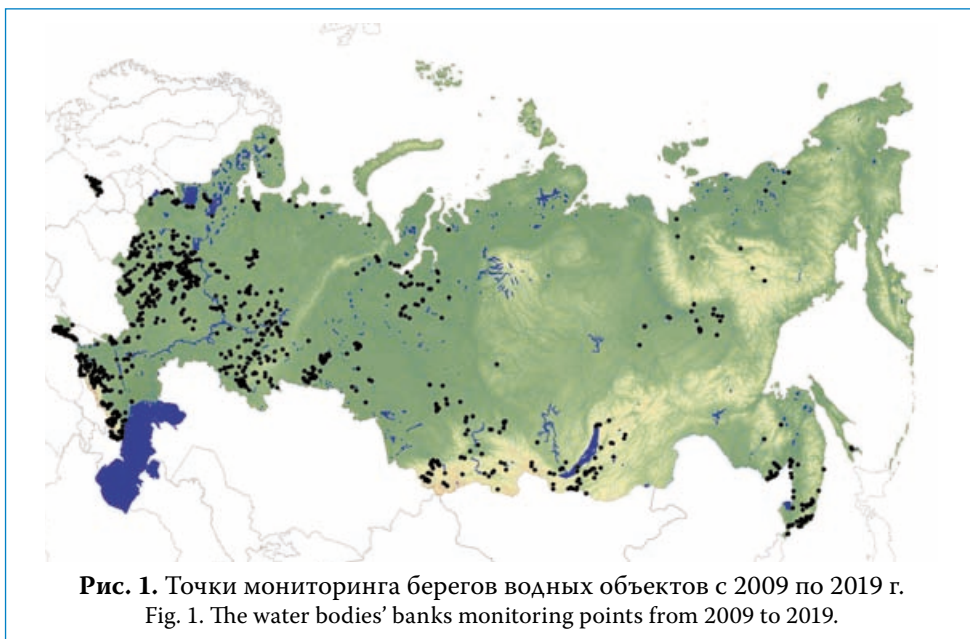 Рис. 1. Точки мониторинга берегов водных объектов с 2009 по 2019 г.
Fig. 1. The water bodies’ banks monitoring points from 2009 to 2019.